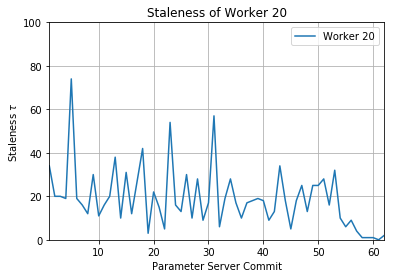 Staleness of Worker 20
Worker 20
Staleness τ
100
80
60
40
20
0
10 20 30 40 50 60
Parameter Server Commit